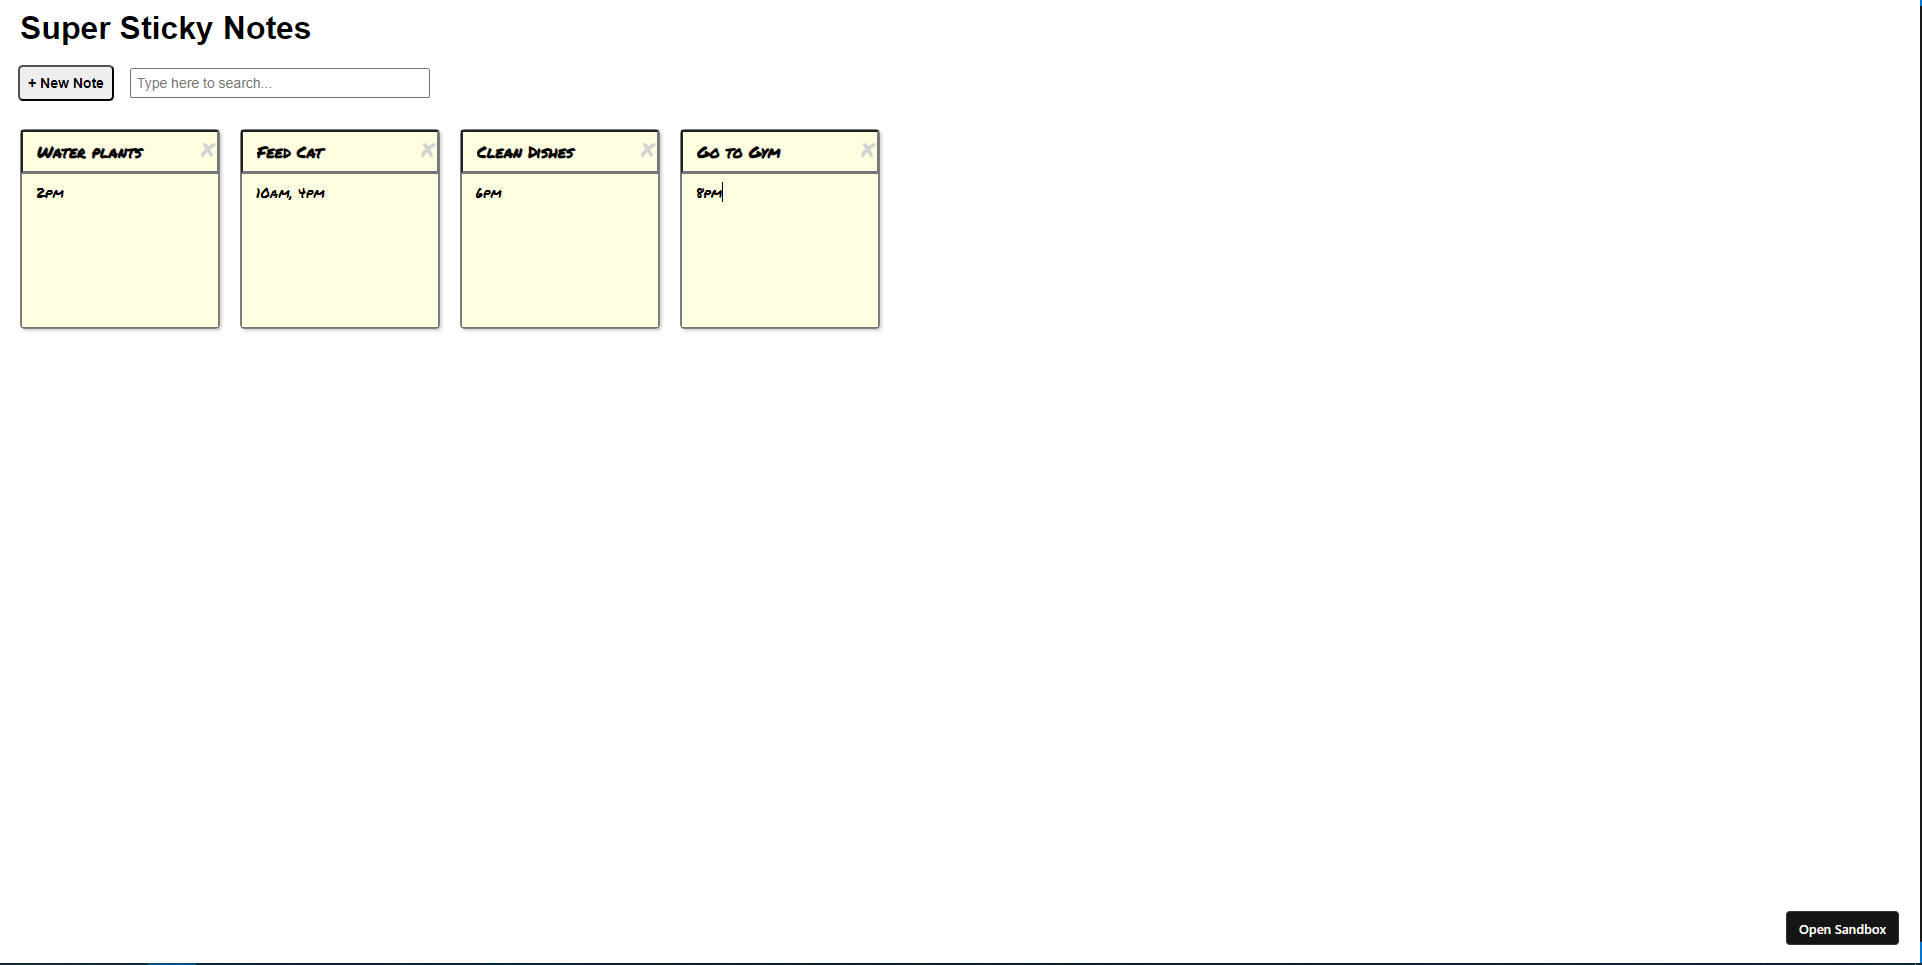 Super Sticky Notes
+ New Note
Type here to search...
Water plants
2pm
Feed Cat
10am, 4pm
Clean Dishes
6pm
Go to Gym
8pm
Open Sandbox